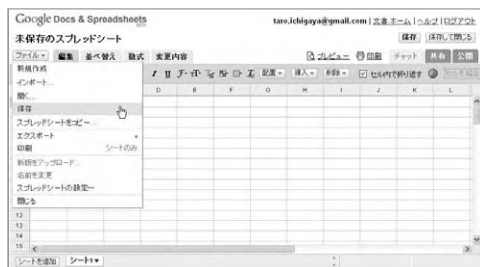 Google Docs & Spreadsheets BETA
taro.ichigaya@gmail.com | 文書 ホーム | ヘルプ | ログアウト
未保存のスプレッドシート
保存 保存して閉じる
ファイル 編集 並べ替え 数式 変更内容
プレビュー 印刷 チャット 共有 公開
新規作成
配置 挿入 削除 セル内で折り返す
インポート...
開く...
D E F G H I J K L
保存
スプレッドシートをコピー...
エクスポート
印刷 シートのみ
新版をアップロード...
名前を変更
スプレッドシートの設定...
閉じる
12
13
14
15
シートを追加 シート1